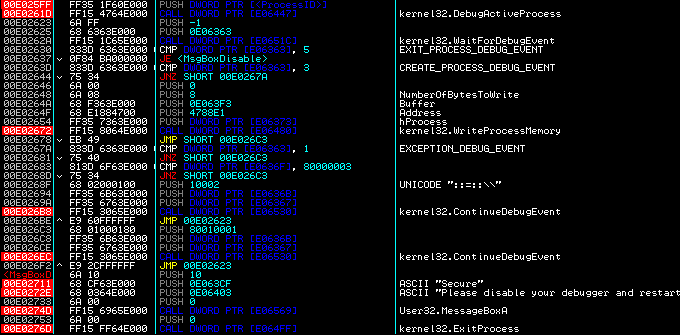 00E025FF FF35 1F60E000 PUSH DWORD PTR [<ProcessID>]
00E0261D FF15 4764E000 CALL DWORD PTR [E06447] kernel32.DebugActiveProcess
00E02623 6A FF PUSH -1
00E02625 68 6363E000 PUSH 0E06363
FF15 1C65E000 CALL DWORD PTR [E0651C] kernel32.WaitForDebugEvent
00E02630 833D 6363E000 CMP DWORD PTR [E06363], 5 EXIT_PROCESS_DEBUG_EVENT
00E02637 0F84 BA000000 JE <MsgBoxDisable>
00E0263D 833D 6363E000 CMP DWORD PTR [E06363], 3 CREATE_PROCESS_DEBUG_EVENT
00E02644 75 34 JNZ SHORT 00E0267A
00E02646 6A 00 PUSH 0
00E02648 6A 08 PUSH 8 NumberOfBytesToWrite
00E0264A 68 F363E000 PUSH 0E063F3 Buffer
00E0264F 68 E1884700 PUSH 4788E1 Address
00E02654 FF35 7363E000 PUSH DWORD PTR [E06373] hProcess
00E02672 FF15 8064E000 CALL DWORD PTR [E06480] kernel32.WriteProcessMemory
00E02678 EB 49 JMP SHORT 00E026C3
00E0267A 833D 6363E000 CMP DWORD PTR [E06363], 1 EXCEPTION_DEBUG_EVENT
00E02681 75 40 JNZ SHORT 00E026C3
00E02683 813D 6F63E000 CMP DWORD PTR [E0636F], 80000003
00E0268D 75 34 JNZ SHORT 00E026C3
00E0268F 68 02000100 PUSH 10002 UNICODE "::=::\\"
00E02694 FF35 6B63E000 PUSH DWORD PTR [E0636B]
00E0269A FF35 6763E000 PUSH DWORD PTR [E06367]
00E026B8 FF15 3065E000 CALL DWORD PTR [E06530] kernel32.ContinueDebugEvent
00E026BE E9 60FFFFFF JMP 00E02623
00E026C3 68 01000180 PUSH 80010001
00E026C8 FF35 6B63E000 PUSH DWORD PTR [E0636B]
00E026CE FF35 6763E000 PUSH DWORD PTR [E06367]
00E026EC FF15 3065E000 CALL DWORD PTR [E06530] kernel32.ContinueDebugEvent
00E026F2 E9 2CFFFFFF JMP 00E02623
<MsgBoxD 6A 10 PUSH 10
00E02711 68 CF63E000 PUSH 0E063CF ASCII "Secure"
00E0272E 68 0364E000 PUSH 0E06403 ASCII "Please disable your debugger and restart
00E02733 6A 00 PUSH 0
00E0274D FF15 6965E000 CALL DWORD PTR [E06569] User32.MessageBoxA
00E02753 6A 00 PUSH 0
00E0276D FF15 FF64E000 CALL DWORD PTR [E064FF] kernel32.ExitProcess